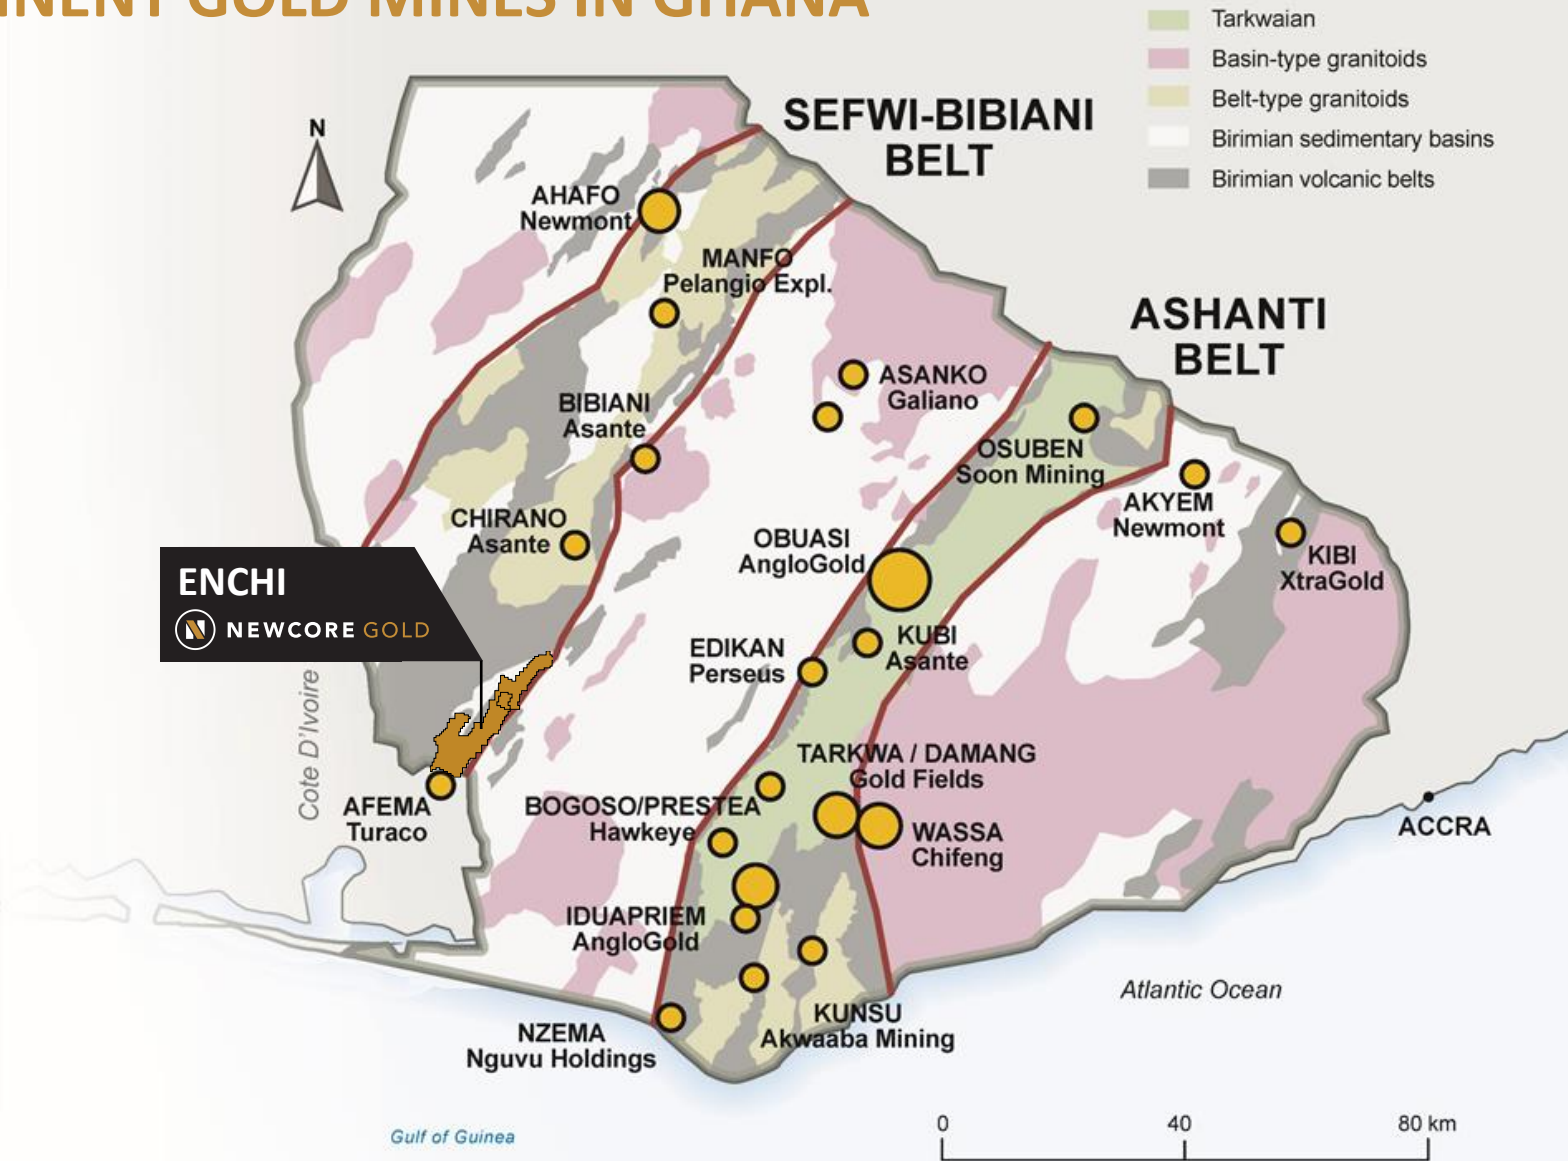 GOLD MINES IN GHANA
Tarkwaian
Basin-type granitoids
Belt-type granitoids
Birimian sedimentary basins
Birimian volcanic belts
SEFWI-BIBIANI
BELT
N
AHAFO
Newmont
MANFO
Pelangio Expl.
ASHANTI
BELT
ASANKO
Galiano
BIBIANI
Asante
OSUBEN
Soon Mining
CHIRANO
Asante
AKYEM
Newmont
OBUASI
AngloGold
KIBI
XtraGold
ENCHI
N NEWCORE GOLD
KUBI
Asante
EDIKAN
Perseus
Cote D'Ivoire
TARKWA / DAMANG
Gold Fields
AFEMA
Turaco
BOGOSO/PRESTEA
Hawkeye
WASSA
Chifeng
ACCRA
IDUAPRIEM
AngloGold
Atlantic Ocean
KUNSU
Akwaaba Mining
NZEMA
Nguvu Holdings
Gulf of Guinea
0 40 80 km